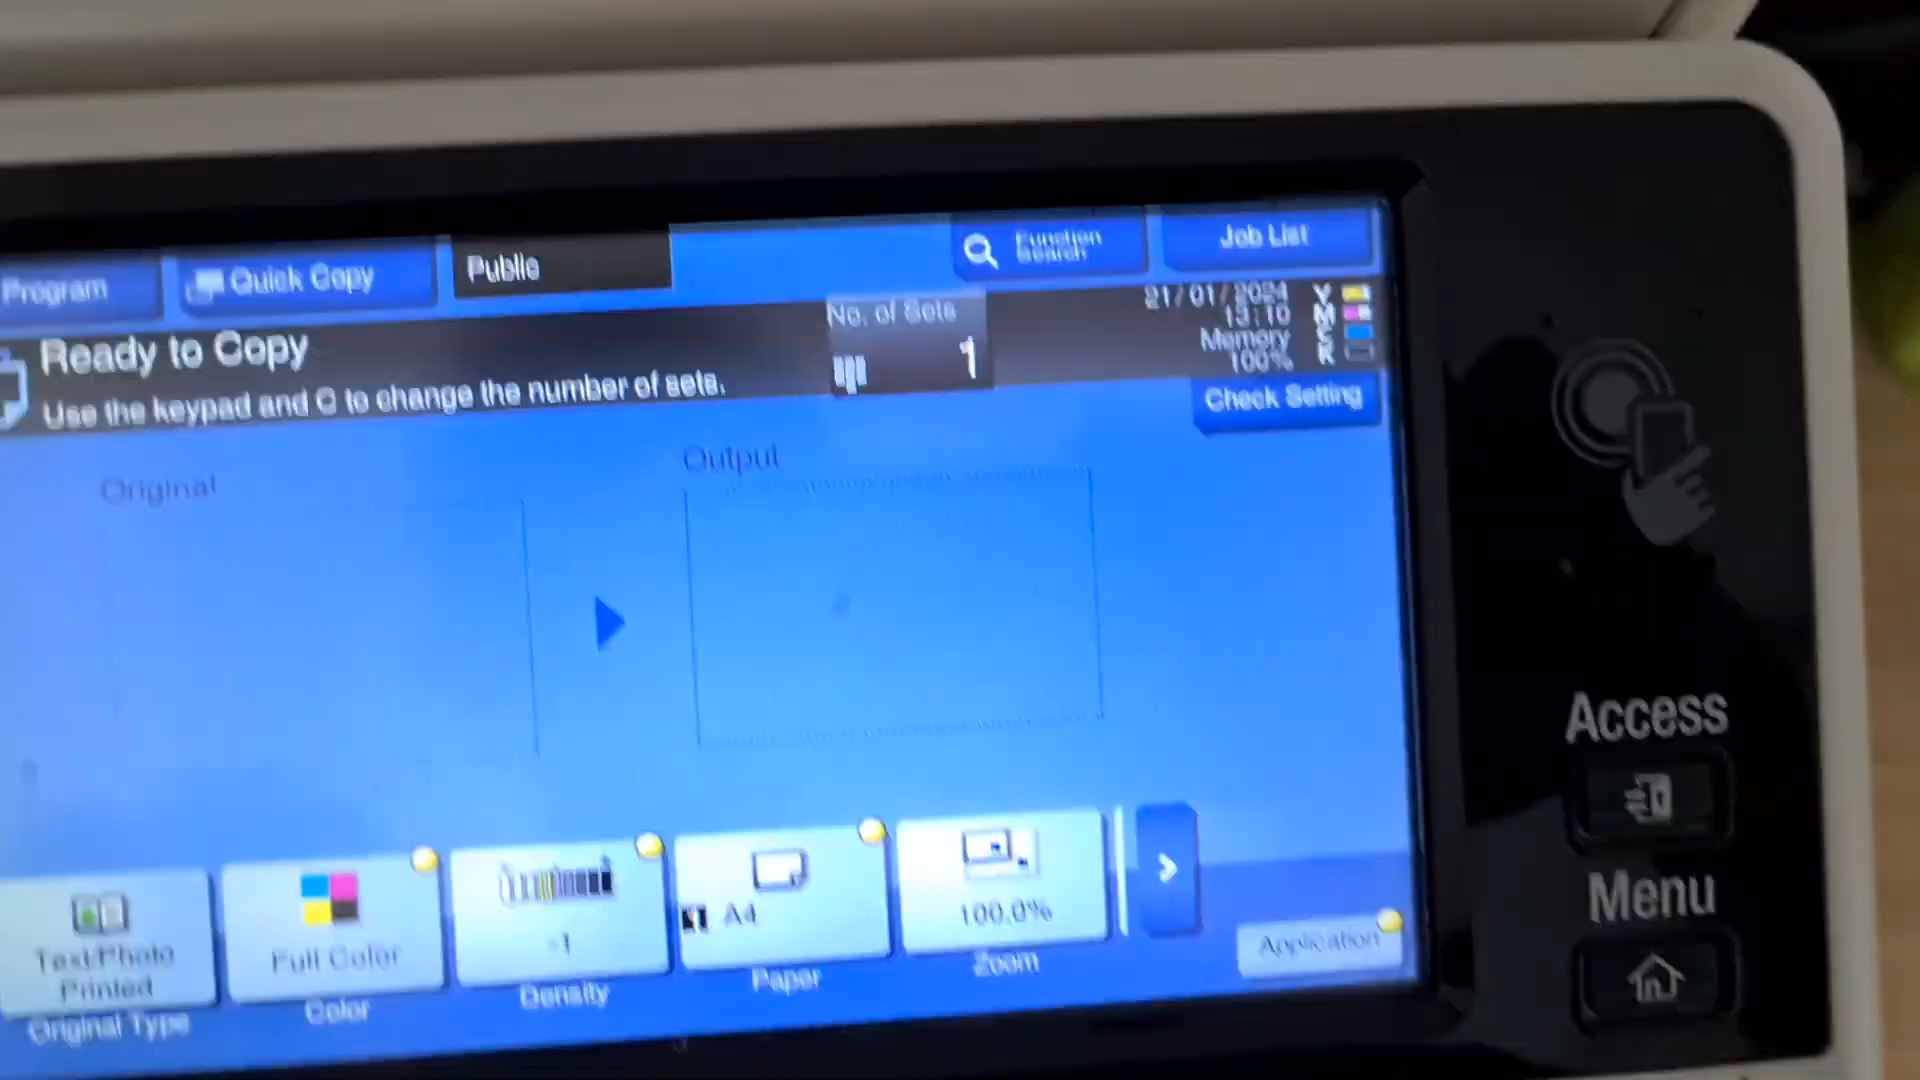 Program
Quick Copy
Public
Function
Search
Job List
Ready to Copy
Use the keypad and C to change the number of sets.
No. of Sets
1
21/01/2024
13:10
Memory
100%
Y
M
C
K
Check Setting
Original
Output
Text/Photo
Printed
Original Type
Full Color
Color
-1
Density
1 A4
Paper
100.0%
Zoom
Application
Access
Menu